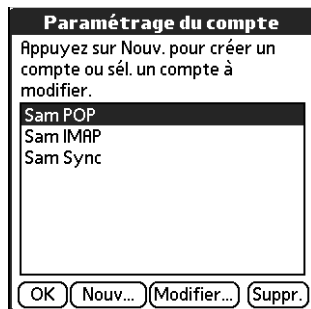 Paramétrage du compte
Appuyez sur Nouv. pour créer un
compte ou sél. un compte à
modifier.
Sam POP
Sam IMAP
Sam Sync
OK Nouv... Modifier... Suppr.